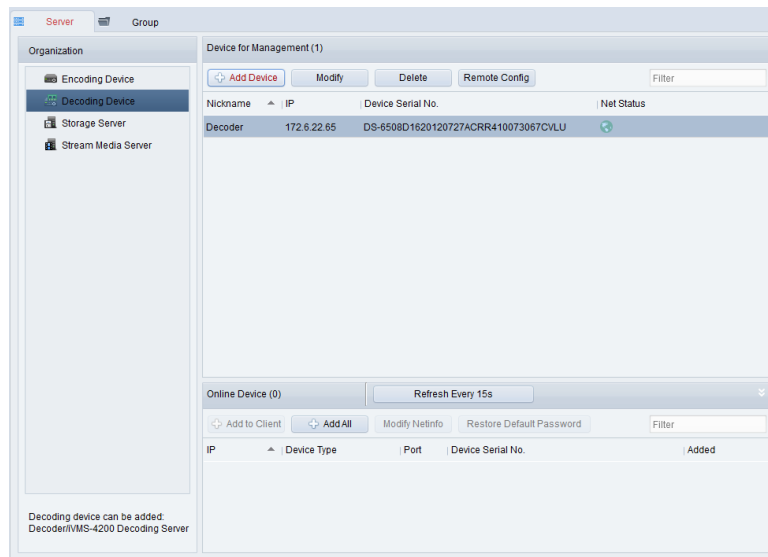 Server Group
Organization
Encoding Device
Decoding Device
Storage Server
Stream Media Server
Decoding device can be added:
Decoder/iVMS-4200 Decoding Server
Device for Management (1)
Add Device Modify Delete Remote Config Filter
Nickname IP Device Serial No. Net Status
Decoder 172.6.22.65 DS-6508D1620120727ACRR410073067CVLU
Online Device (0) Refresh Every 15s
Add to Client Add All Modify Netinfo Restore Default Password Filter
IP Device Type Port Device Serial No. Added